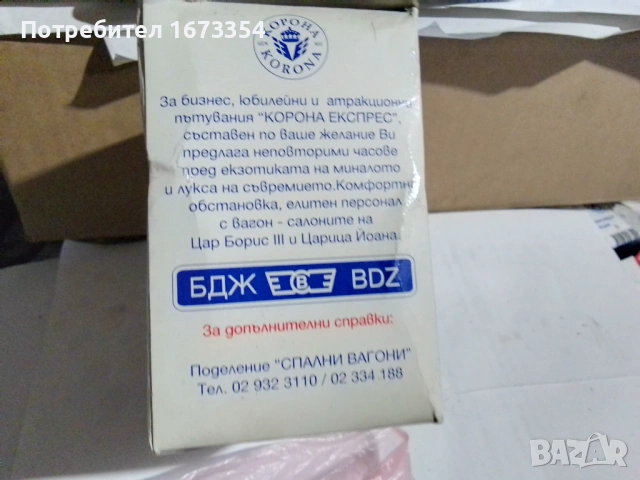 Потребител 1673354
КОРОНА
KORONA
За бизнес, юбилейни и атракционни
пътувания "КОРОНА ЕКСПРЕС",
съставен по ваше желание Ви
предлага неповторими часове
пред екзотиката на миналото
и лукса на съвремието.Комфортна
обстановка, елитен персонал
с вагон - салоните на
Цар Борис III и Царица Йоана.
БДЖ B BDZ
За допълнителни справки:
Поделение "СПАЛНИ ВАГОНИ"
Тел. 02 932 3110 / 02 334 188
BAZAR